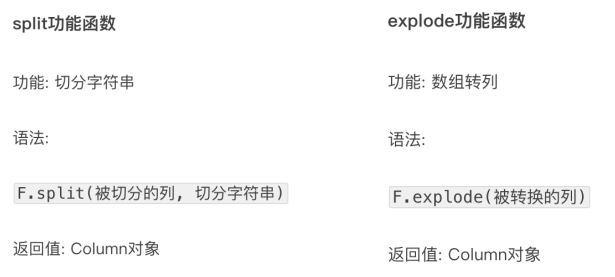 split功能函数
功能: 切分字符串
语法:
F.split(被切分的列, 切分字符串)
返回值: Column对象
explode功能函数
功能: 数组转列
语法:
F.explode(被转换的列)
返回值: Column对象